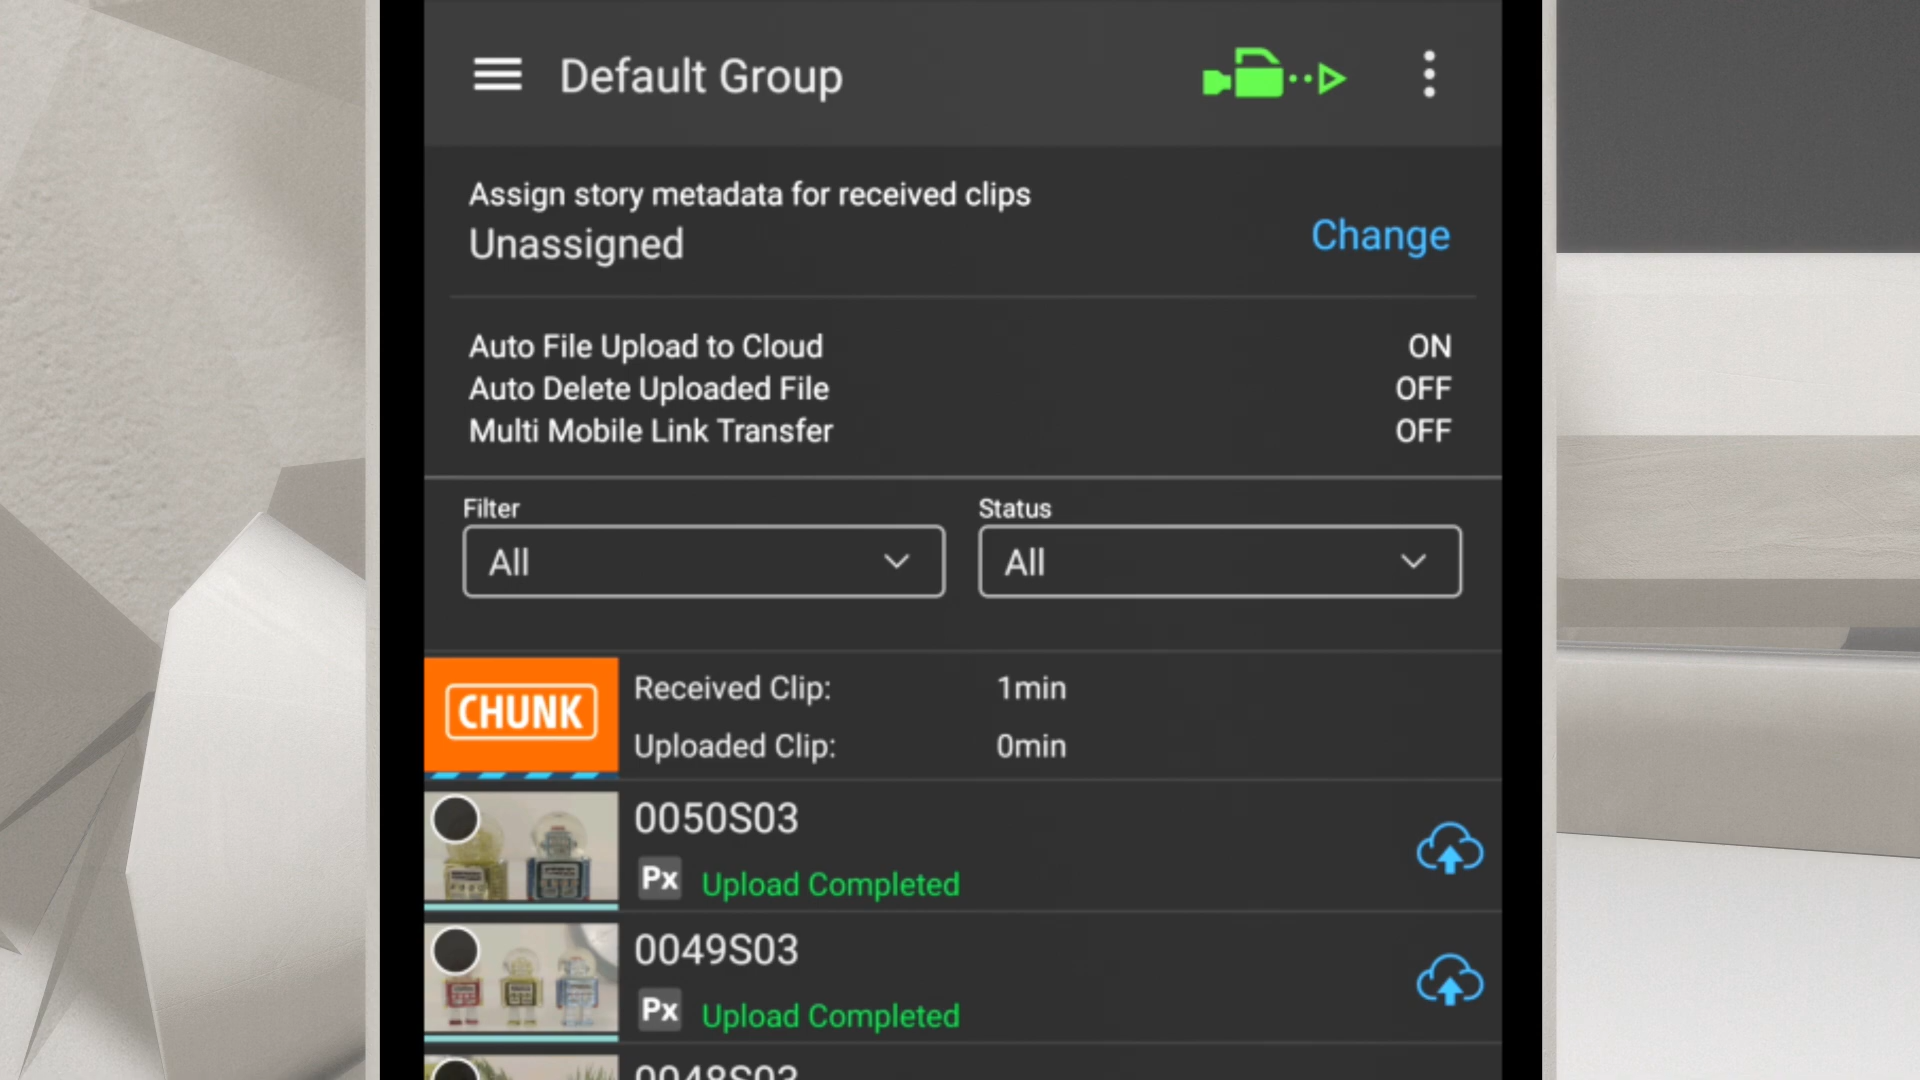 Default Group
Assign story metadata for received clips
Unassigned
Change
Auto File Upload to Cloud ON
Auto Delete Uploaded File OFF
Multi Mobile Link Transfer OFF
Filter Status
All All
CHUNK
Received Clip: 1min
Uploaded Clip: 0min
0050S03
Px Upload Completed
0049S03
Px Upload Completed
0048S03